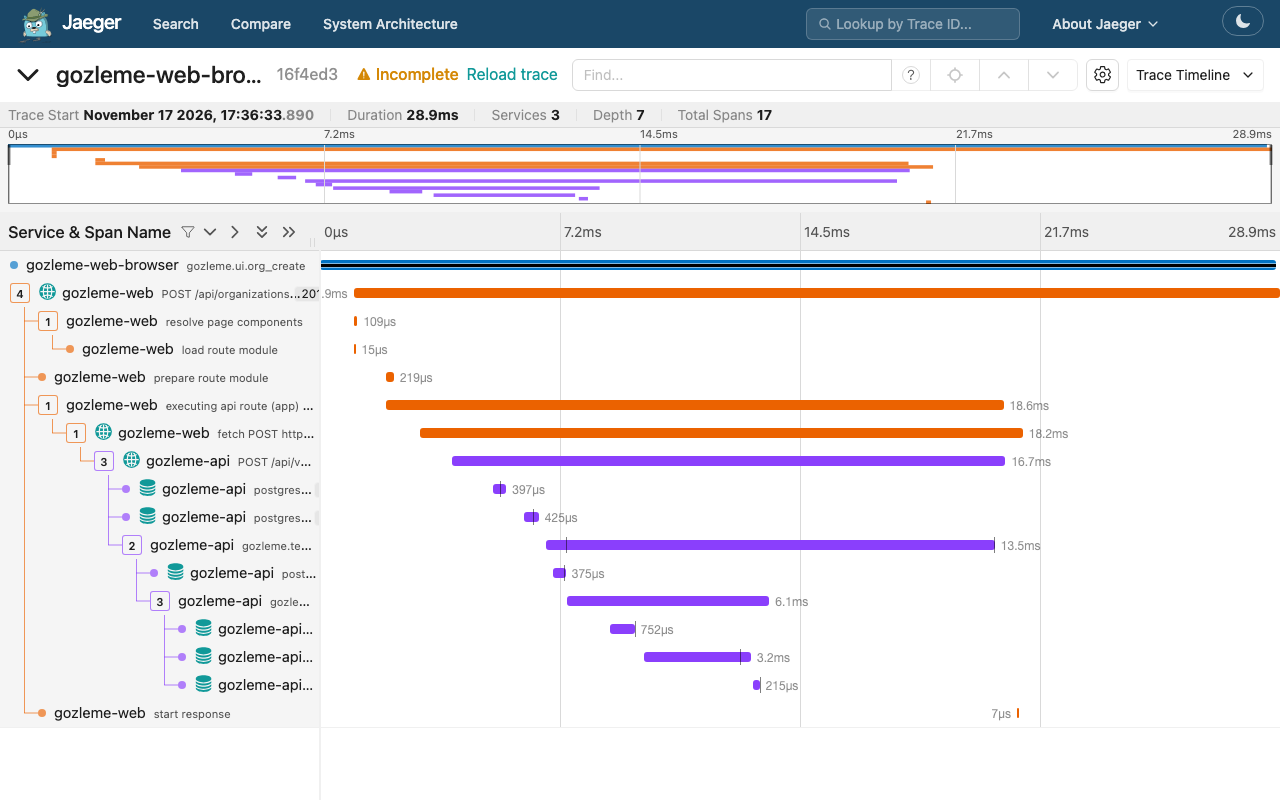 Jaeger Search Compare System Architecture Lookup by Trace ID... About Jaeger
gozleme-web-bro... 16f4ed3 Incomplete Reload trace Find... ? Trace Timeline
Trace Start November 17 2026, 17:36:33.890 Duration 28.9ms Services 3 Depth 7 Total Spans 17
0μs 7.2ms 14.5ms 21.7ms 28.9ms
Service & Span Name 0μs 7.2ms 14.5ms 21.7ms 28.9ms
gozleme-web-browser gozleme.ui.org_create
4 gozleme-web POST /api/organizations... 201 .9ms
1 gozleme-web resolve page components 109μs
gozleme-web load route module 15μs
gozleme-web prepare route module 219μs
1 gozleme-web executing api route (app) ... 18.6ms
1 gozleme-web fetch POST http... 18.2ms
3 gozleme-api POST /api/v... 16.7ms
gozleme-api postgres... 397μs
gozleme-api postgres... 425μs
2 gozleme-api gozleme.te... 13.5ms
gozleme-api post... 375μs
3 gozleme-api gozle... 6.1ms
gozleme-api... 752μs
gozleme-api... 3.2ms
gozleme-api... 215μs
gozleme-web start response 7μs